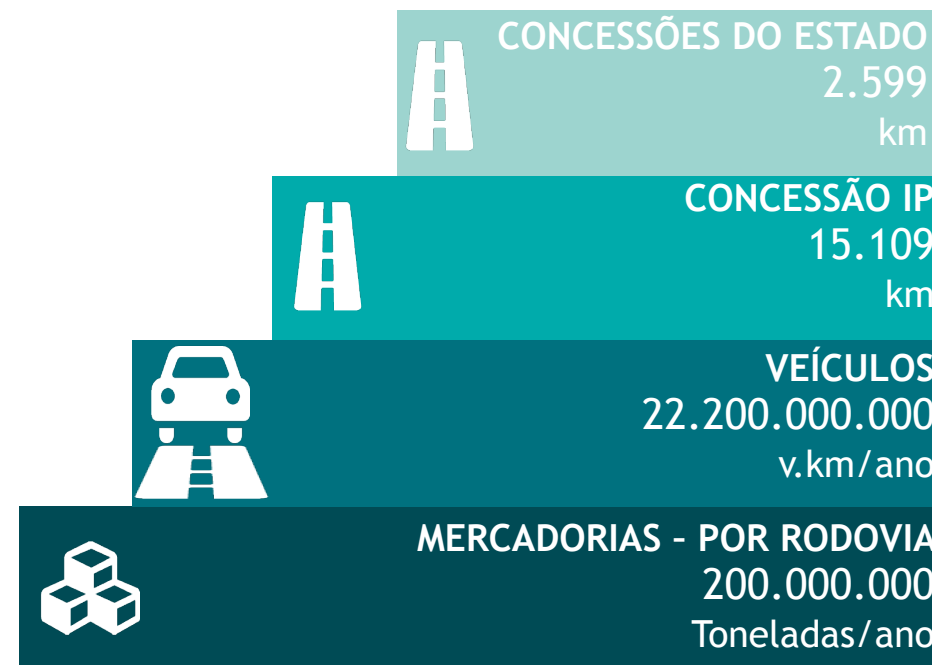 CONCESSÕES DO ESTADO
2.599
km
CONCESSÃO IP
15.109
km
VEÍCULOS
22.200.000.000
v.km/ano
MERCADORIAS - POR RODOVIA
200.000.000
Toneladas/ano